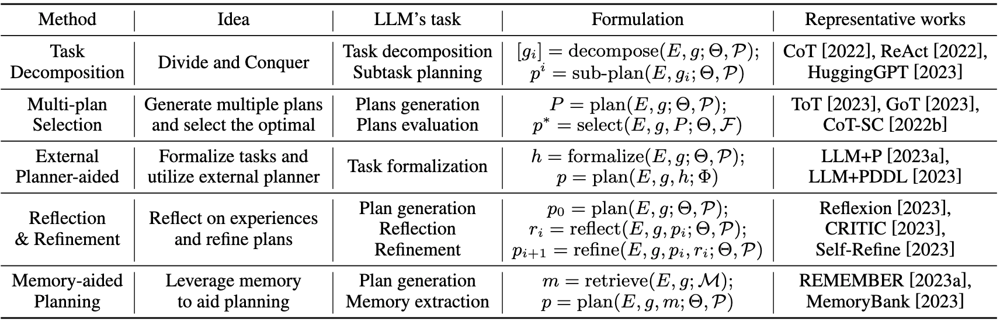 Method Idea LLM's task Formulation Representative works
Task
Decomposition
Divide and Conquer
Task decomposition
Subtask planning
[g_i] = decompose(E, g; Θ, 𝒫);
p^i = sub-plan(E, g_i; Θ, 𝒫)
CoT [2022], ReAct [2022],
HuggingGPT [2023]
Multi-plan
Selection
Generate multiple plans
and select the optimal
Plans generation
Plans evaluation
P = plan(E, g; Θ, 𝒫);
p* = select(E, g, P; Θ, ℱ)
ToT [2023], GoT [2023],
CoT-SC [2022b]
External
Planner-aided
Formalize tasks and
utilize external planner
Task formalization
h = formalize(E, g; Θ, 𝒫);
p = plan(E, g, h; Φ)
LLM+P [2023a],
LLM+PDDL [2023]
Reflection
& Refinement
Reflect on experiences
and refine plans
Plan generation
Reflection
Refinement
p_0 = plan(E, g; Θ, 𝒫);
r_i = reflect(E, g, p_i; Θ, 𝒫);
p_{i+1} = refine(E, g, p_i, r_i; Θ, 𝒫)
Reflexion [2023],
CRITIC [2023],
Self-Refine [2023]
Memory-aided
Planning
Leverage memory
to aid planning
Plan generation
Memory extraction
m = retrieve(E, g; ℳ);
p = plan(E, g, m; Θ, 𝒫)
REMEMBER [2023a],
MemoryBank [2023]